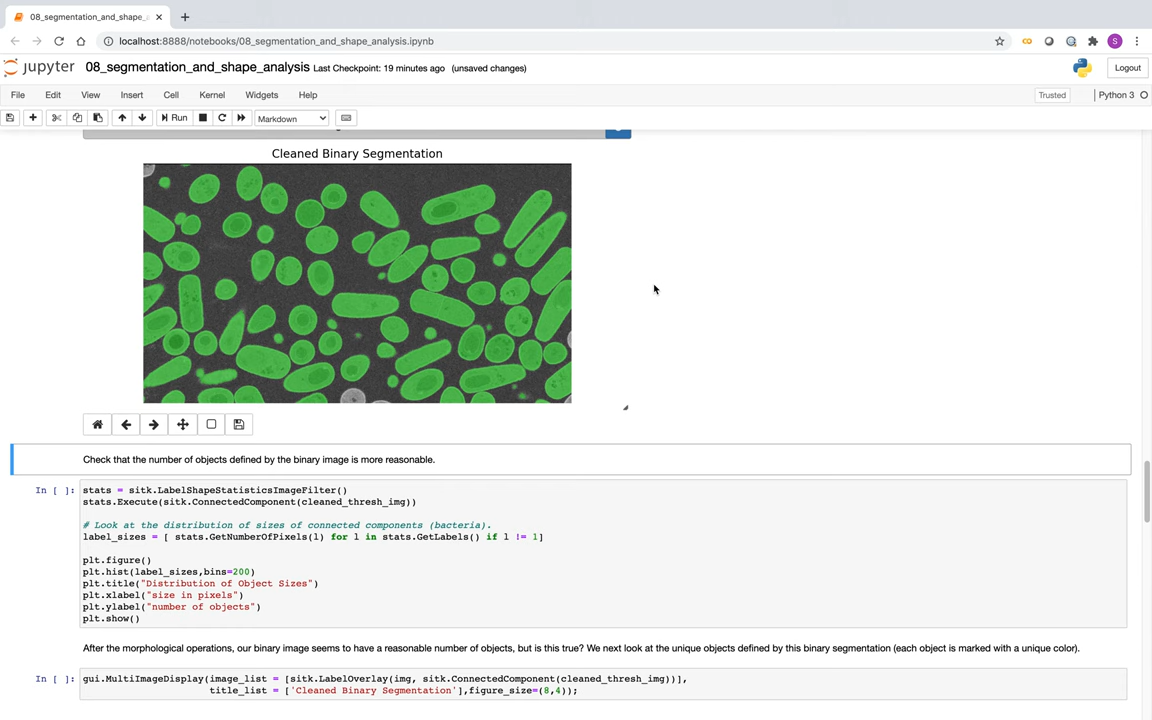 08_segmentation_and_shape_
localhost:8888/notebooks/08_segmentation_and_shape_analysis.ipynb
S
jupyter 08_segmentation_and_shape_analysis Last Checkpoint: 19 minutes ago (unsaved changes)
Logout
File Edit View Insert Cell Kernel Widgets Help
Trusted Python 3
Run Markdown
Cleaned Binary Segmentation
Check that the number of objects defined by the binary image is more reasonable.
In [ ]: stats = sitk.LabelShapeStatisticsImageFilter()
stats.Execute(sitk.ConnectedComponent(cleaned_thresh_img))
# Look at the distribution of sizes of connected components (bacteria).
label_sizes = [ stats.GetNumberOfPixels(l) for l in stats.GetLabels() if l != 1]
plt.figure()
plt.hist(label_sizes,bins=200)
plt.title("Distribution of Object Sizes")
plt.xlabel("size in pixels")
plt.ylabel("number of objects")
plt.show()
After the morphological operations, our binary image seems to have a reasonable number of objects, but is this true? We next look at the unique objects defined by this binary segmentation (each object is marked with a unique color).
In [ ]: gui.MultiImageDisplay(image_list = [sitk.LabelOverlay(img, sitk.ConnectedComponent(cleaned_thresh_img))],
title_list = ['Cleaned Binary Segmentation'],figure_size=(8,4));